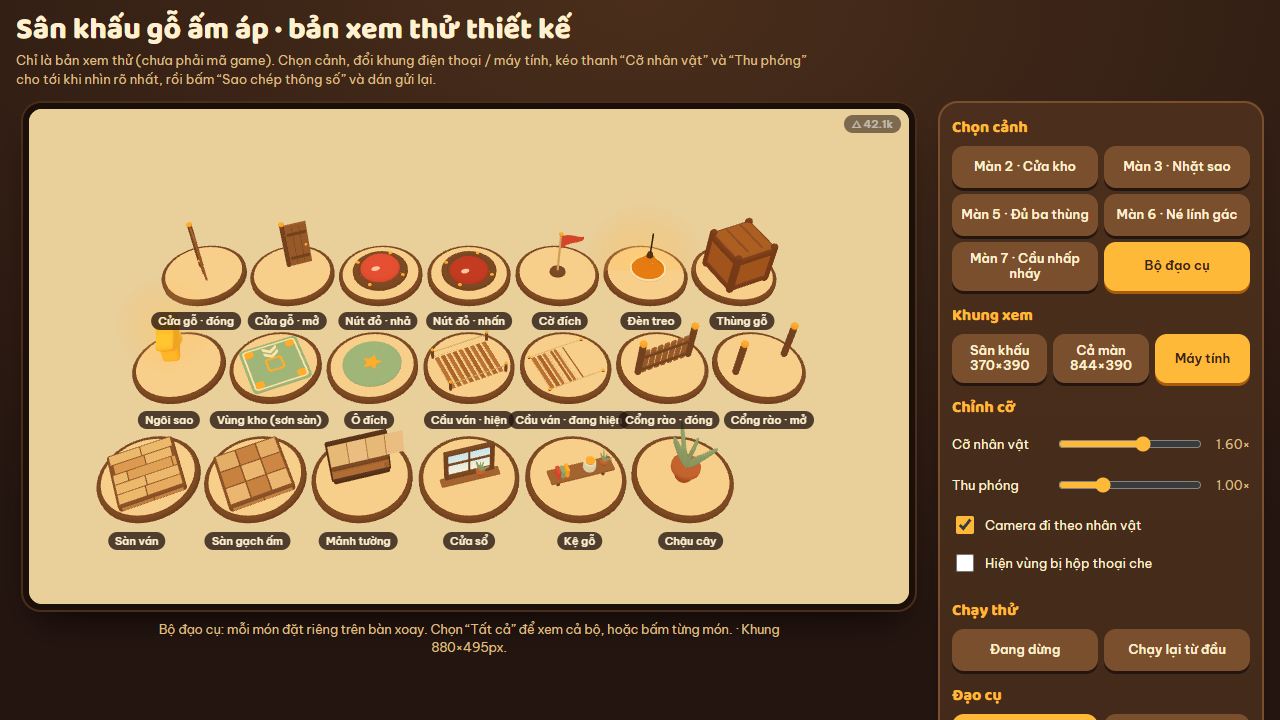 Sân khấu gỗ ấm áp · bản xem thử thiết kế
Chỉ là bản xem thử (chưa phải mã game). Chọn cảnh, đổi khung điện thoại / máy tính, kéo thanh “Cỡ nhân vật” và “Thu phóng”
cho tới khi nhìn rõ nhất, rồi bấm “Sao chép thông số” và dán gửi lại.
△ 42.1k
Cửa gỗ · đóng
Cửa gỗ · mở
Nút đỏ · nhả
Nút đỏ · nhấn
Cờ đích
Đèn treo
Thùng gỗ
Ngôi sao
Vùng kho (sơn sàn)
Ô đích
Cầu ván · hiện
Cầu ván · đang hiện
Cổng rào · đóng
Cổng rào · mở
Sàn ván
Sàn gạch ấm
Mảnh tường
Cửa sổ
Kệ gỗ
Chậu cây
Bộ đạo cụ: mỗi món đặt riêng trên bàn xoay. Chọn “Tất cả” để xem cả bộ, hoặc bấm từng món. · Khung
880×495px.
Chọn cảnh
Màn 2 · Cửa kho
Màn 3 · Nhặt sao
Màn 5 · Đủ ba thùng
Màn 6 · Né lính gác
Màn 7 · Cầu nhấp
nháy
Bộ đạo cụ
Khung xem
Sân khấu
370×390
Cả màn
844×390
Máy tính
Chỉnh cỡ
Cỡ nhân vật
1.60×
Thu phóng
1.00×
Camera đi theo nhân vật
Hiện vùng bị hộp thoại che
Chạy thử
Đang dừng
Chạy lại từ đầu
Đạo cụ